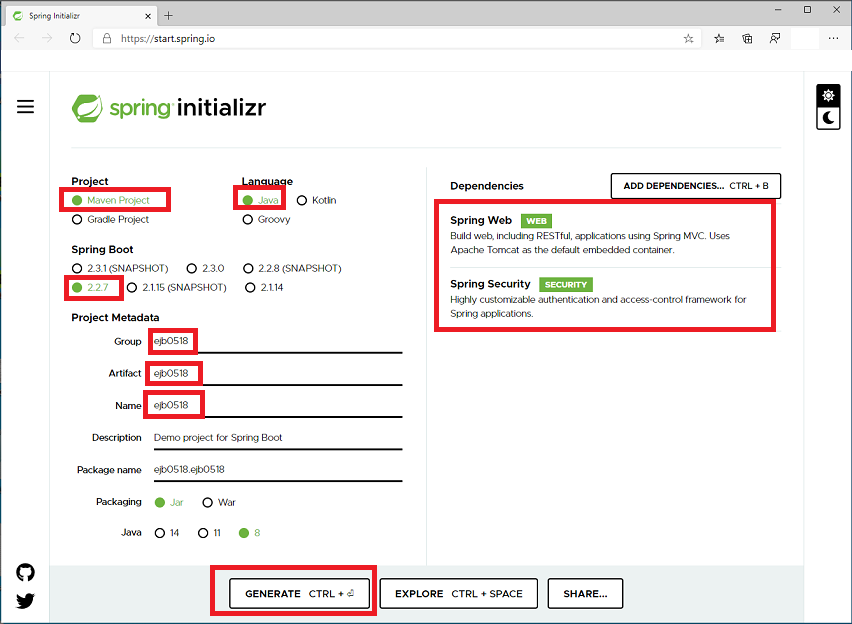 Spring Initializr
https://start.spring.io
spring initializr
Project
Maven Project
Gradle Project
Language
Java
Kotlin
Groovy
Spring Boot
2.3.1 (SNAPSHOT) 2.3.0 2.2.8 (SNAPSHOT)
2.2.7 2.1.15 (SNAPSHOT) 2.1.14
Project Metadata
Group ejb0518
Artifact ejb0518
Name ejb0518
Description Demo project for Spring Boot
Package name ejb0518.ejb0518
Packaging Jar War
Java 14 11 8
Dependencies
ADD DEPENDENCIES... CTRL + B
Spring Web WEB
Build web, including RESTful, applications using Spring MVC. Uses
Apache Tomcat as the default embedded container.
Spring Security SECURITY
Highly customizable authentication and access-control framework for
Spring applications.
GENERATE CTRL + ⏎
EXPLORE CTRL + SPACE
SHARE...